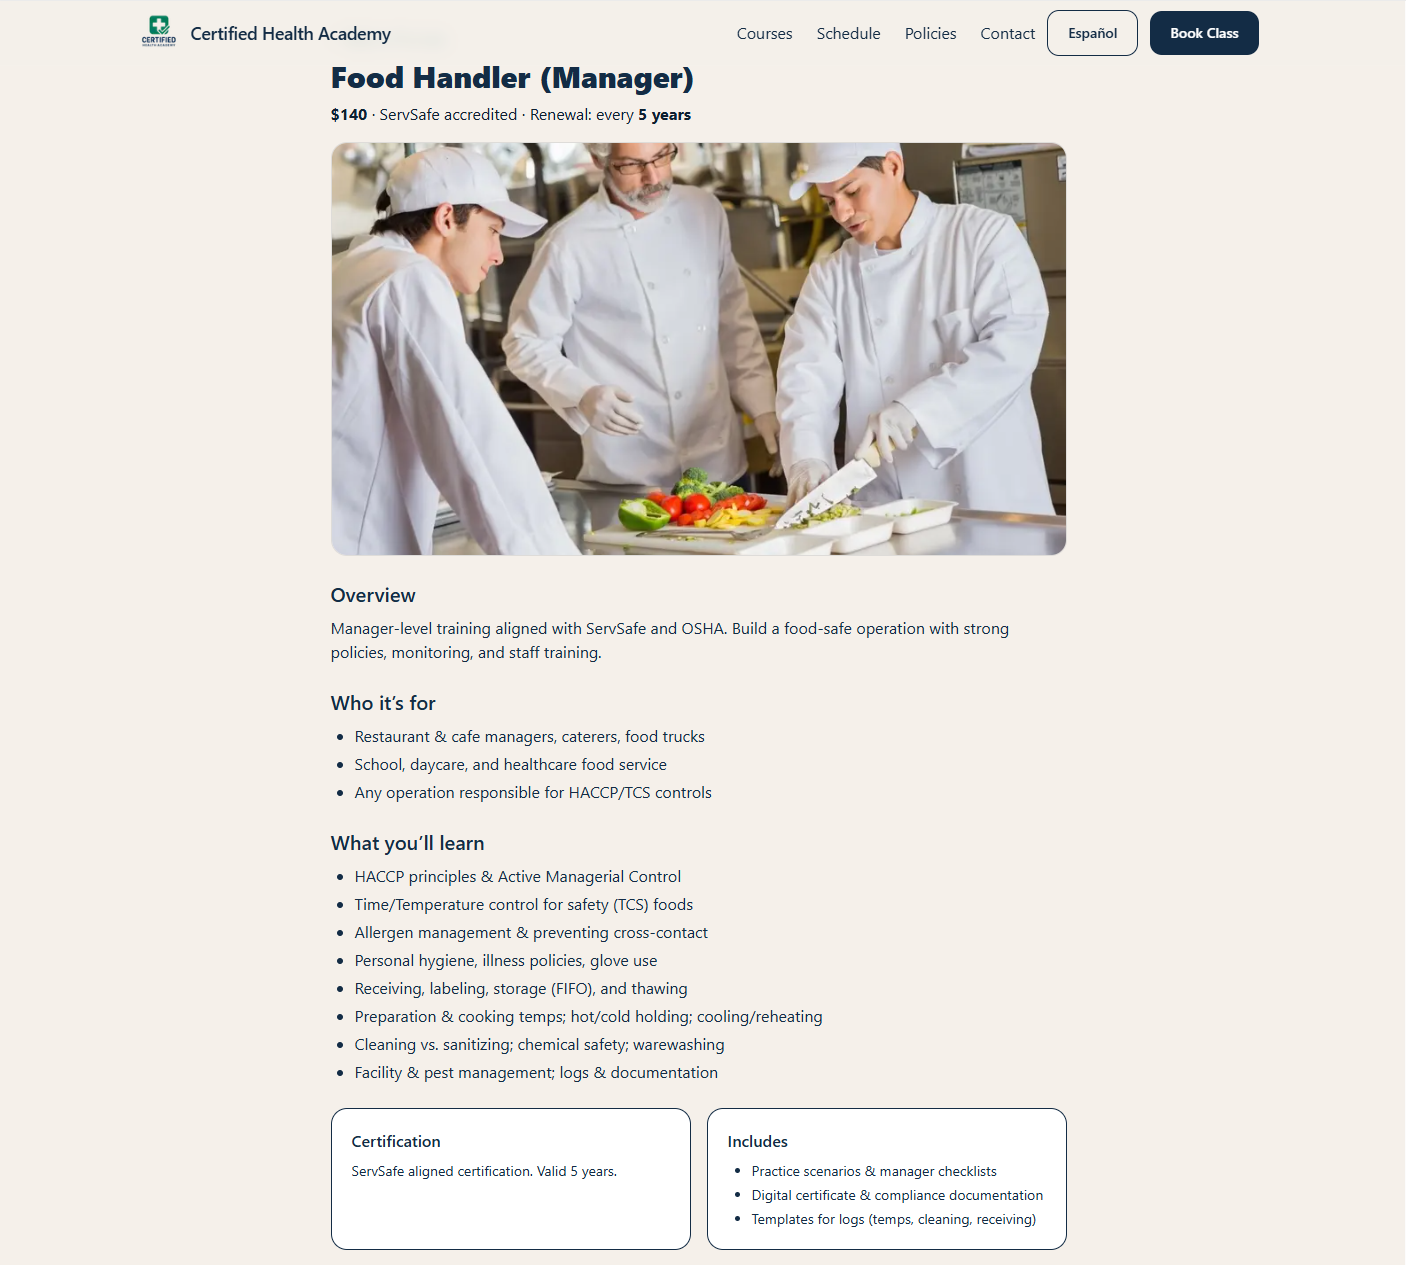 CERTIFIED
HEALTH ACADEMY
Certified Health Academy
Courses
Schedule
Policies
Contact
Español
Book Class
Food Handler (Manager)
$140 · ServSafe accredited · Renewal: every 5 years
Overview
Manager-level training aligned with ServSafe and OSHA. Build a food-safe operation with strong
policies, monitoring, and staff training.
Who it’s for
• Restaurant & cafe managers, caterers, food trucks
• School, daycare, and healthcare food service
• Any operation responsible for HACCP/TCS controls
What you’ll learn
• HACCP principles & Active Managerial Control
• Time/Temperature control for safety (TCS) foods
• Allergen management & preventing cross-contact
• Personal hygiene, illness policies, glove use
• Receiving, labeling, storage (FIFO), and thawing
• Preparation & cooking temps; hot/cold holding; cooling/reheating
• Cleaning vs. sanitizing; chemical safety; warewashing
• Facility & pest management; logs & documentation
Certification
ServSafe aligned certification. Valid 5 years.
Includes
• Practice scenarios & manager checklists
• Digital certificate & compliance documentation
• Templates for logs (temps, cleaning, receiving)